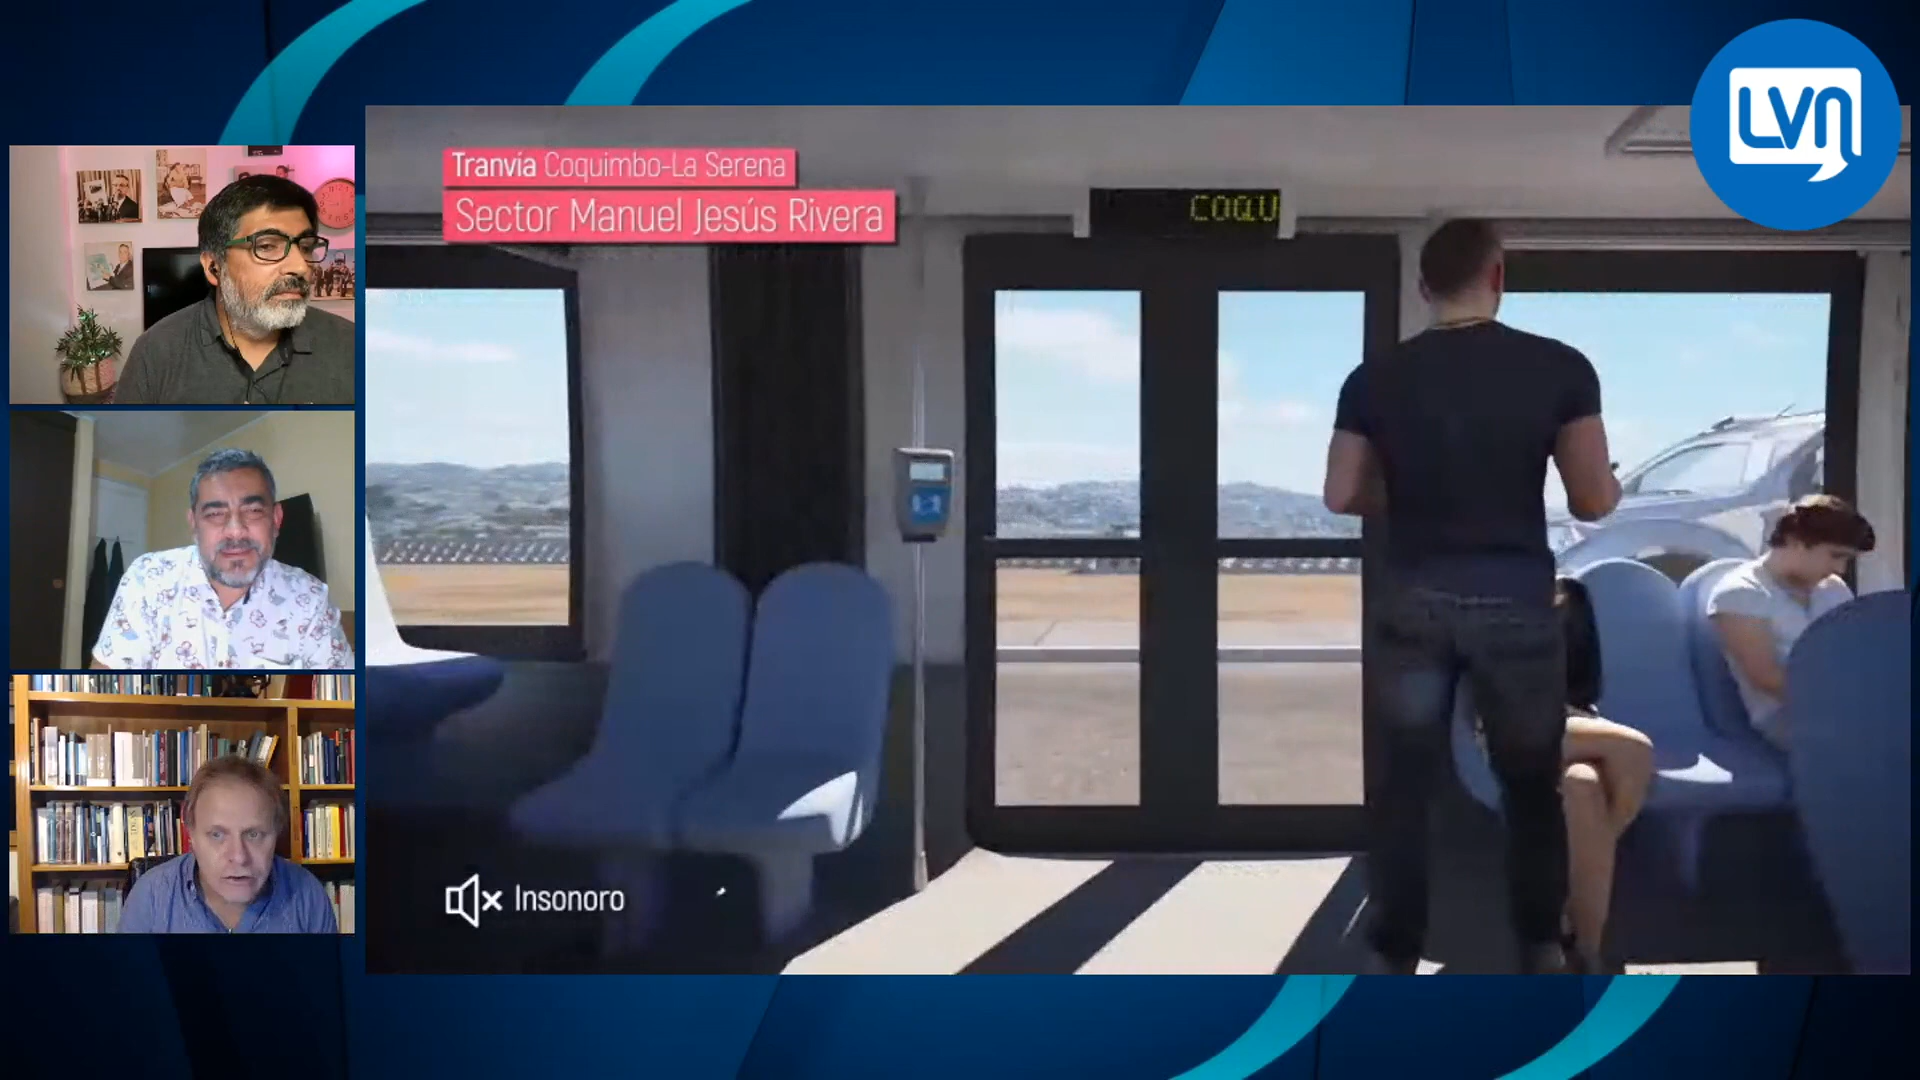 LVN
Tranvía Coquimbo-La Serena
Sector Manuel Jesús Rivera
COQU
Insonoro